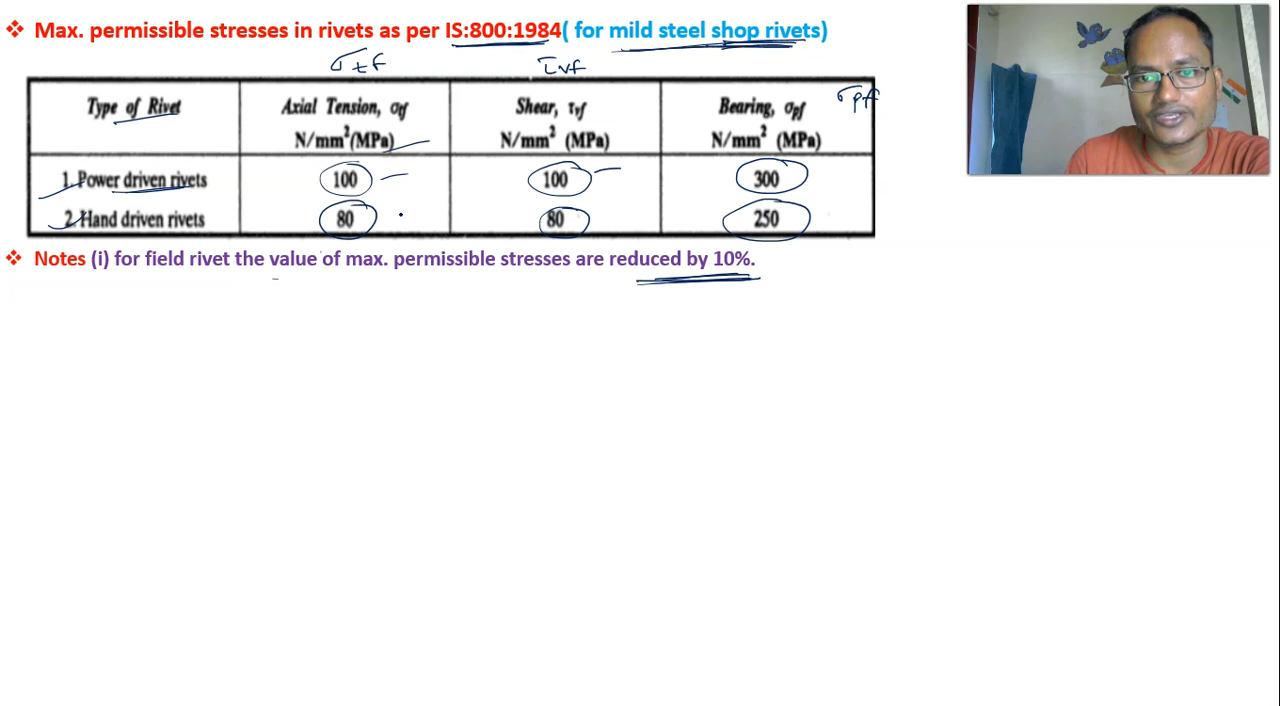 ❖ Max. permissible stresses in rivets as per IS:800:1984( for mild steel shop rivets)
σtf τvf
Type of Rivet Axial Tension, σtf Shear, τvf Bearing, σpf σpf
N/mm²(MPa) N/mm² (MPa) N/mm² (MPa)
1. Power driven rivets 100 100 300
2. Hand driven rivets 80 80 250
❖ Notes (i) for field rivet the value of max. permissible stresses are reduced by 10%.